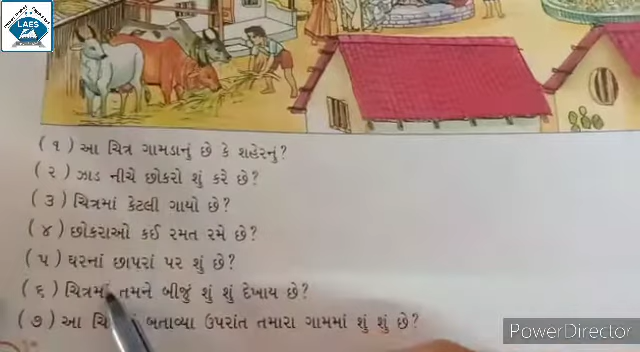 LAES
( ૧ ) આ ચિત્ર ગામડાનું છે કે શહેરનું?
( ૨ ) ઝાડ નીચે છોકરો શું કરે છે?
( ૩ ) ચિત્રમાં કેટલી ગાયો છે?
( ૪ ) છોકરાઓ કઈ રમત રમે છે?
( ૫ ) ઘરનાં છાપરાં પર શું છે?
( ૬ ) ચિત્રમાં તમને બીજું શું શું દેખાય છે?
( ૭ ) આ બતાવ્યા ઉપરાંત તમારા ગામમાં શું શું છે?
PowerDirector